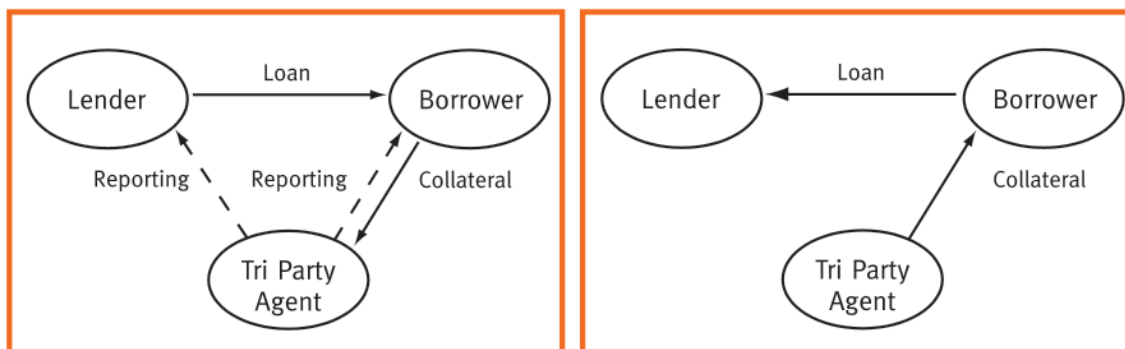 Loan
Lender
Borrower
Reporting
Reporting
Collateral
Tri Party
Agent
Loan
Lender
Borrower
Collateral
Tri Party
Agent